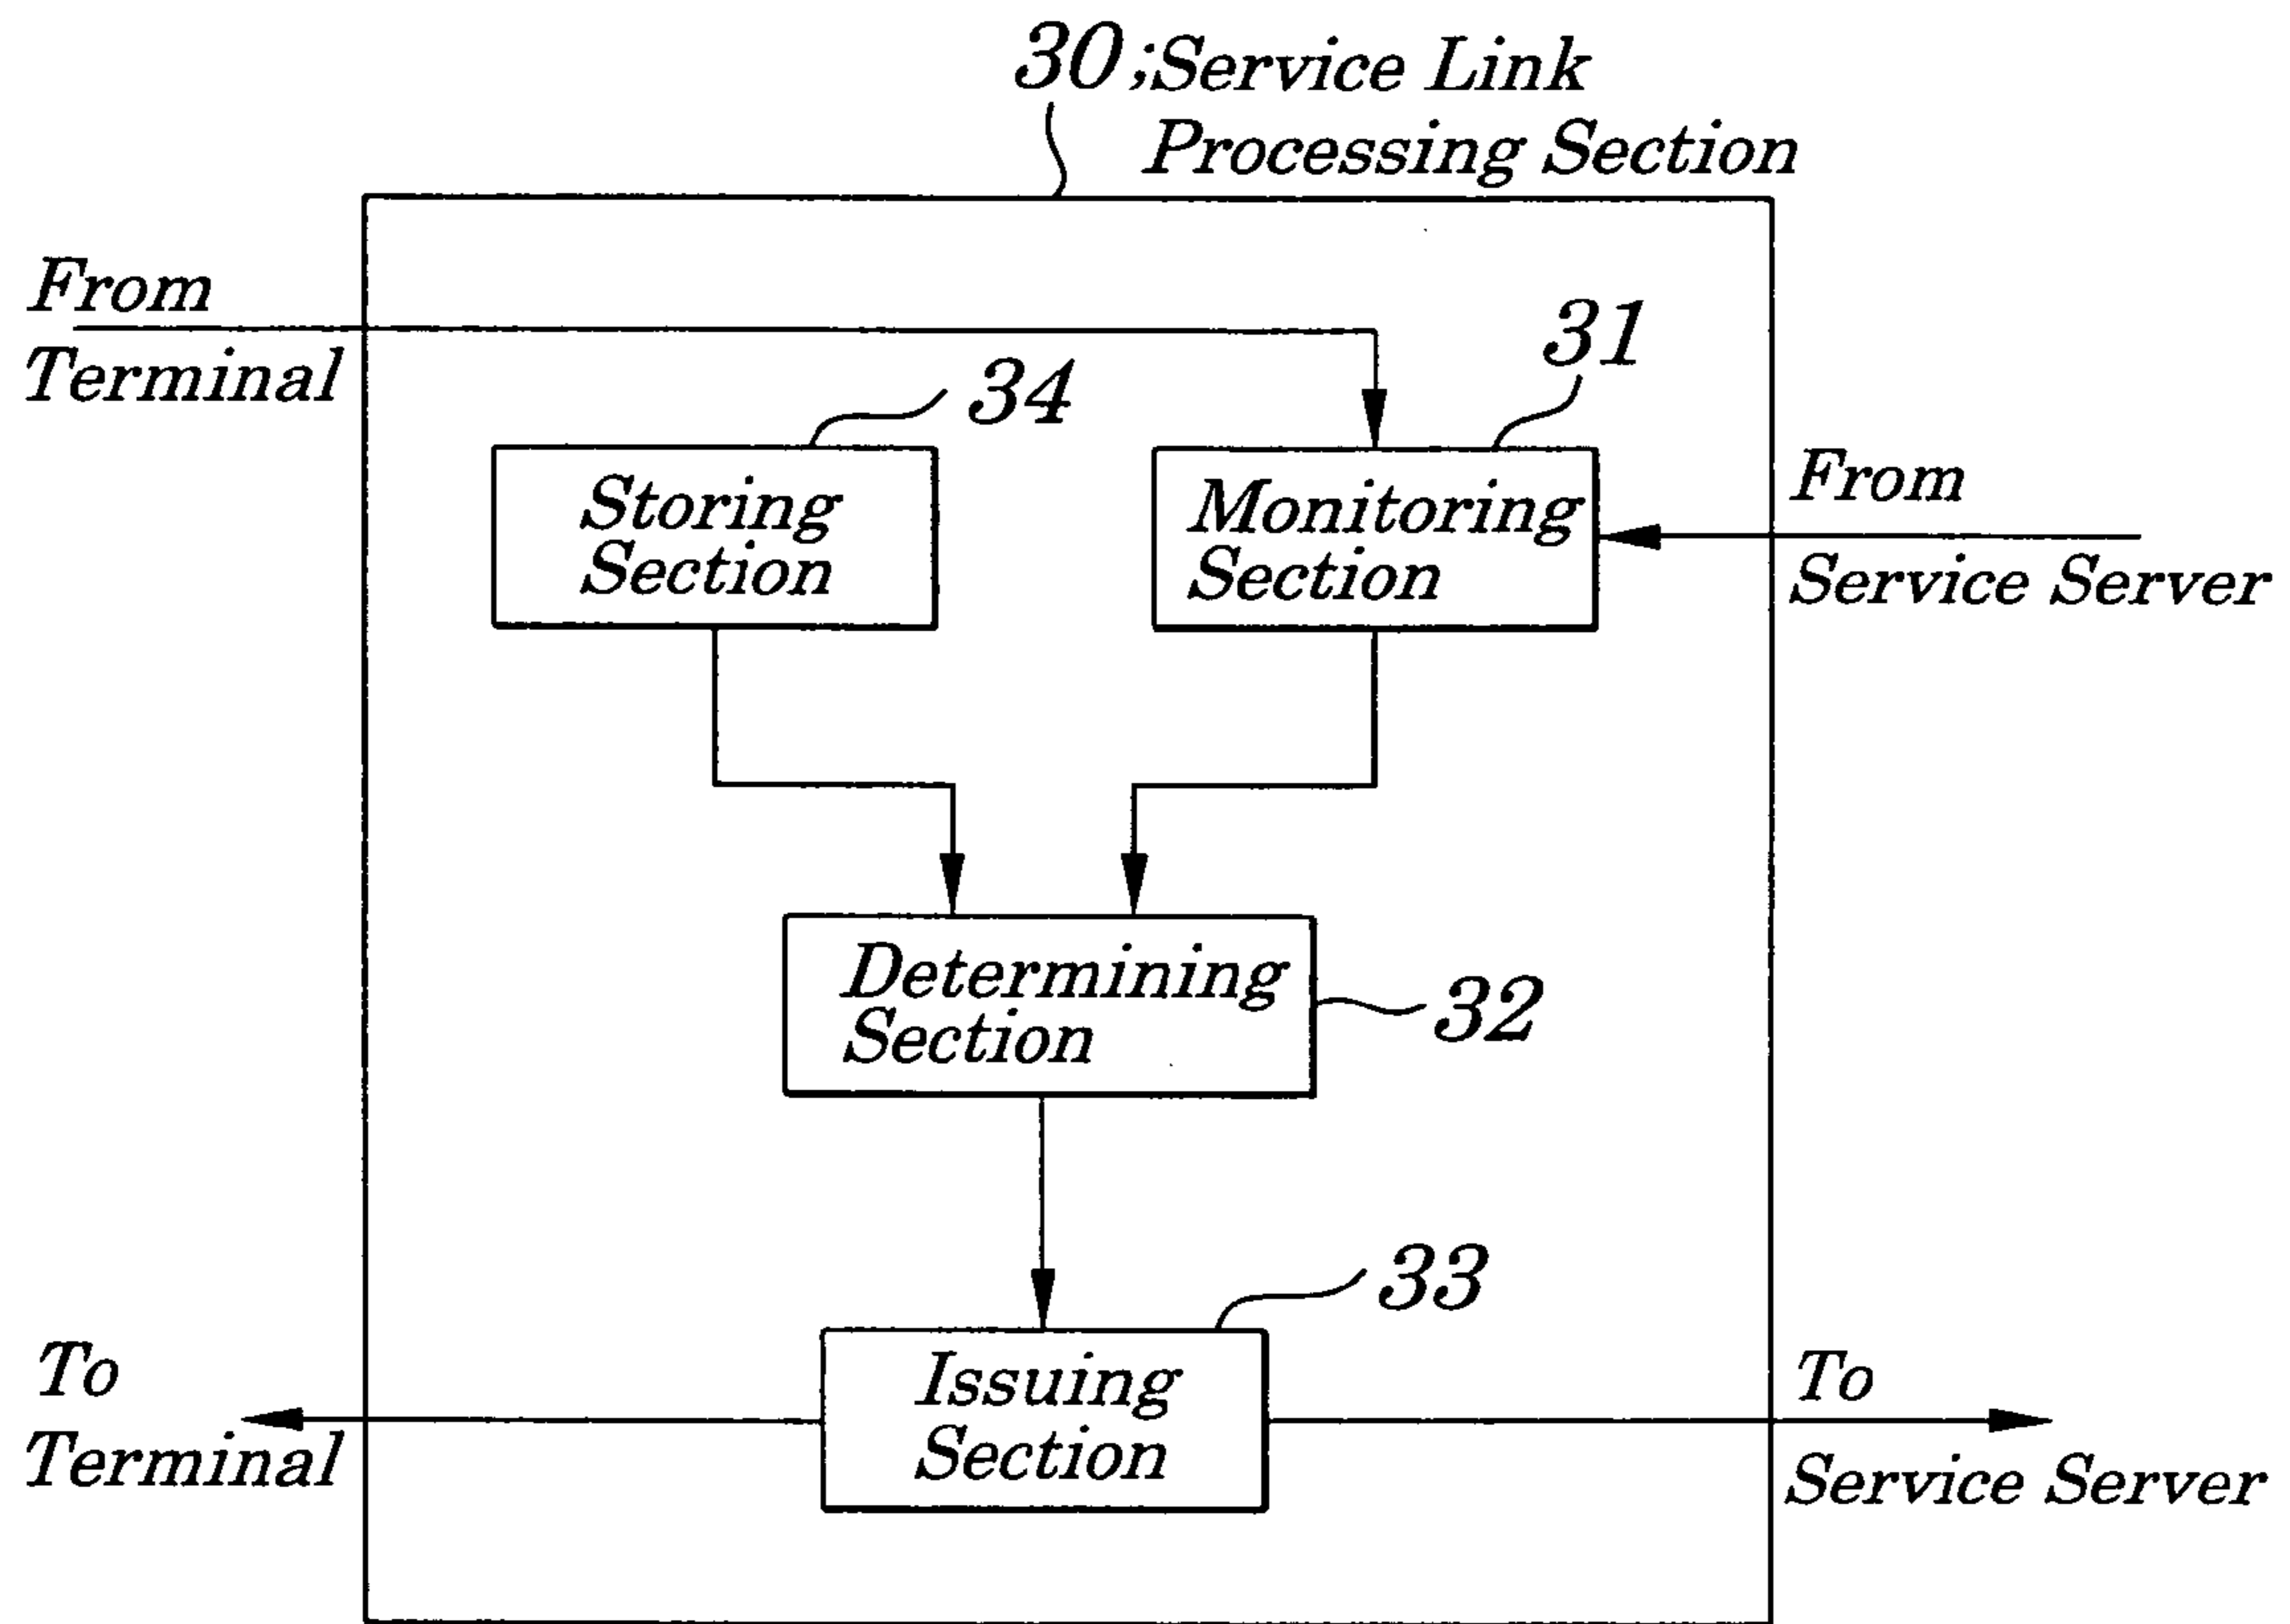 30 ;Service Link
Processing Section
From
Terminal
34
31
Storing
Section
Monitoring
Section
From
Service Server
Determining
Section
32
33
To
Terminal
Issuing
Section
To
Service Server